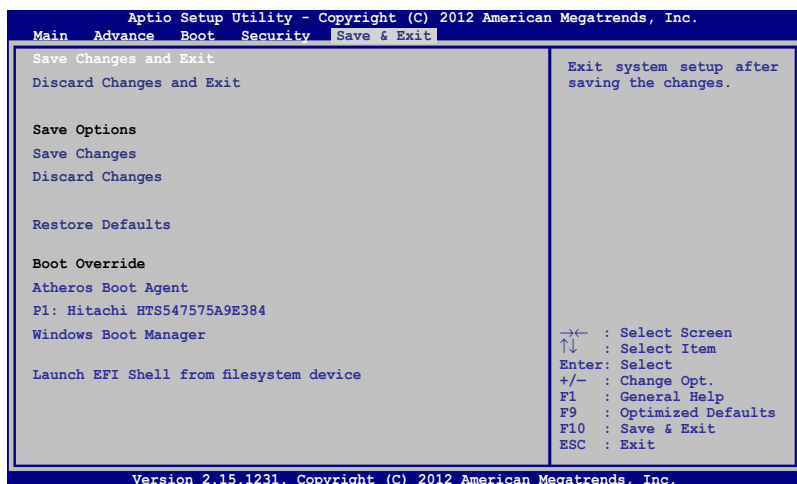 Aptio Setup Utility - Copyright (C) 2012 American Megatrends, Inc.
Main Advance Boot Security Save & Exit
Save Changes and Exit
Discard Changes and Exit
Save Options
Save Changes
Discard Changes
Restore Defaults
Boot Override
Atheros Boot Agent
P1: Hitachi HTS547575A9E384
Windows Boot Manager
Launch EFI Shell from filesystem device
Exit system setup after
saving the changes.
→← : Select Screen
↑↓ : Select Item
Enter: Select
+/— : Change Opt.
F1 : General Help
F9 : Optimized Defaults
F10 : Save & Exit
ESC : Exit
Version 2.15.1231. Copyright (C) 2012 American Megatrends, Inc.